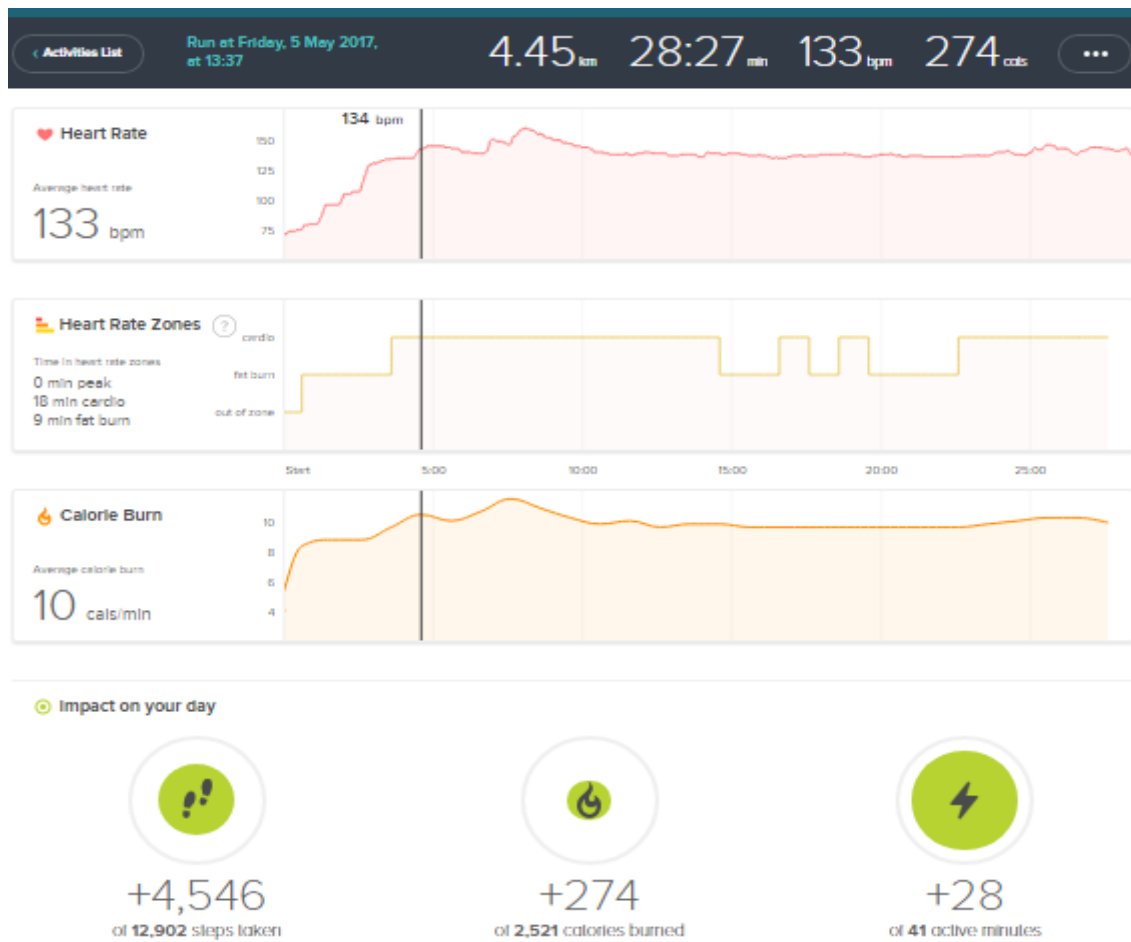 ‹ Activities List
Run at Friday, 5 May 2017,
at 13:37
4.45 km 28:27 min 133 bpm 274 cals •••
134 bpm
Heart Rate
150
125
Average heart rate
100
133 bpm
75
Heart Rate Zones ?
cardio
Time in heart rate zones
0 min peak
fat burn
18 min cardio
9 min fat burn
out of zone
Start 5:00 10:00 15:00 20:00 25:00
Calorie Burn
10
8
Average calorie burn
6
10 cals/min
4
Impact on your day
+4,546 +274 +28
of 12,902 steps taken of 2,521 calories burned of 41 active minutes